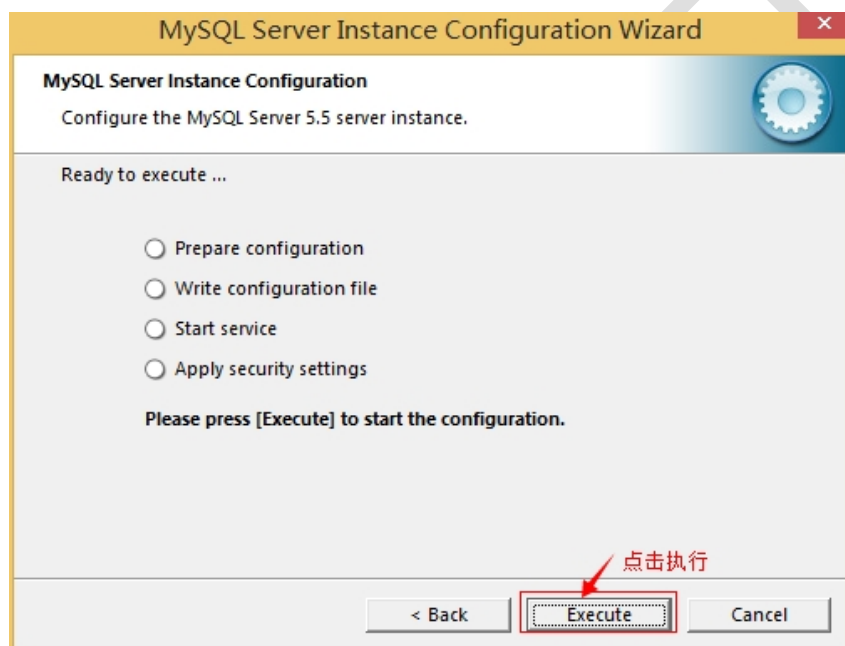 MySQL Server Instance Configuration Wizard
MySQL Server Instance Configuration
Configure the MySQL Server 5.5 server instance.
Ready to execute ...
Prepare configuration
Write configuration file
Start service
Apply security settings
Please press [Execute] to start the configuration.
点击执行
< Back Execute Cancel